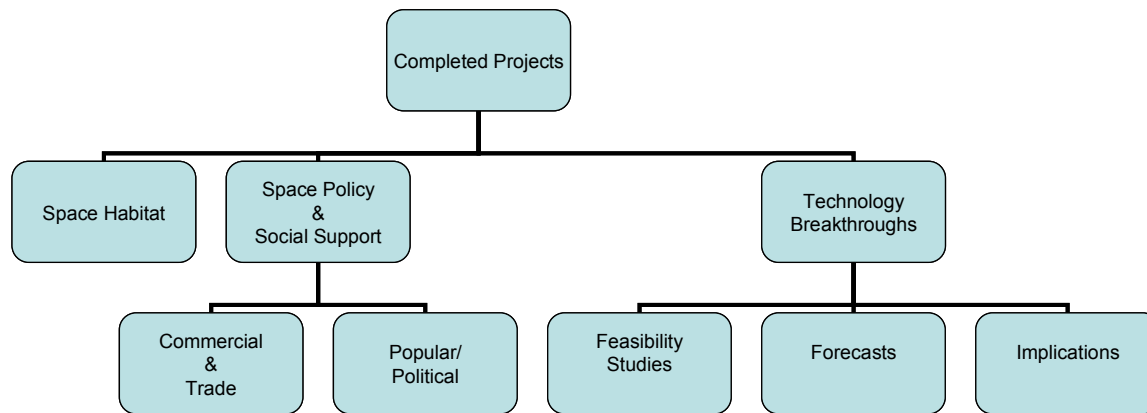 Completed Projects
Space Habitat
Space Policy
&
Social Support
Technology
Breakthroughs
Commercial
&
Trade
Popular/
Political
Feasibility
Studies
Forecasts
Implications